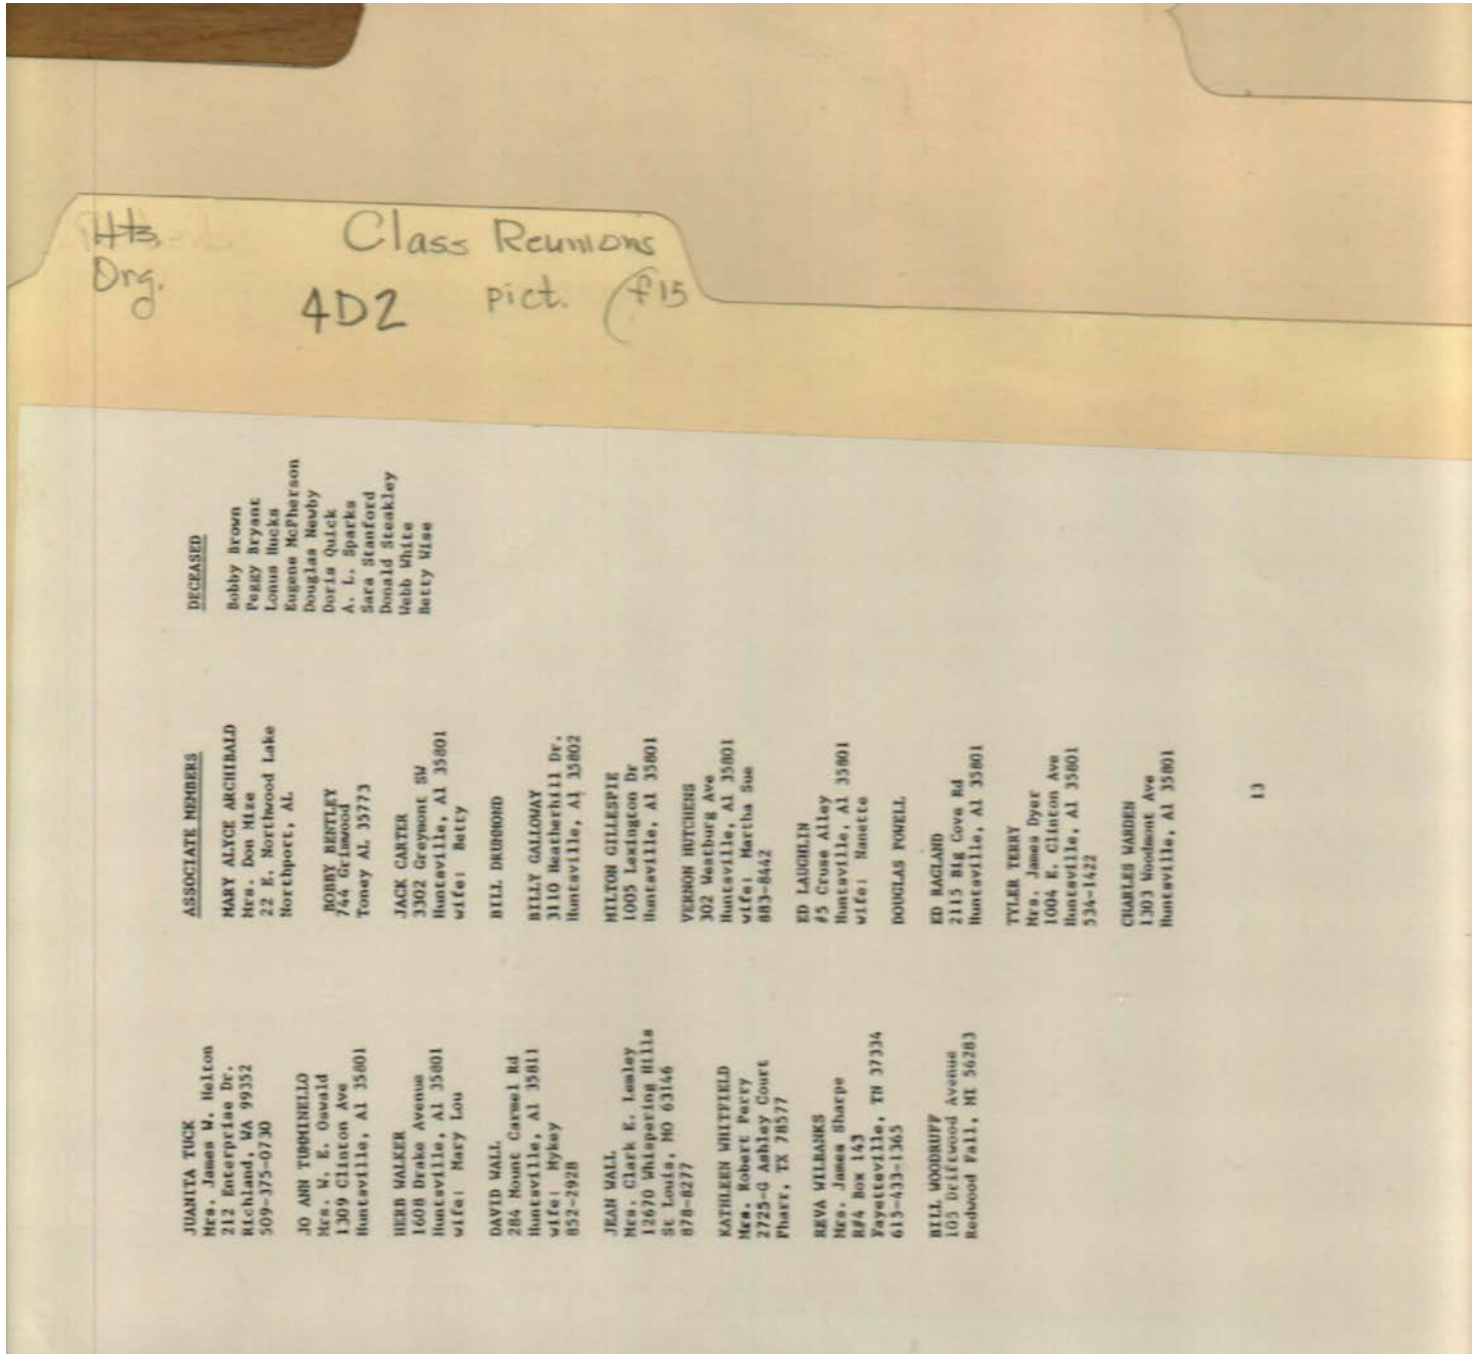 Hts.
Org.
Class Reunions
4D2 pict. (f15
JUANITA TUCK
Mrs. James W. Helton
212 Enterprise Dr.
Richland, WA 99352
509-375-0730
JO ANN TUMMINELLO
Mrs. W. E. Oswald
1309 Clinton Ave
Huntsville, Al 35801
HERB WALKER
1608 Drake Avenue
Huntsville, Al 35801
wife: Mary Lou
DAVID WALL
284 Mount Carmel Rd
Huntsville, Al 35811
wife: Mykey
852-2928
JEAN WALL
Mrs. Clark E. Lemley
12670 Whispering Hills
St Louis, MO 63146
878-8277
KATHLEEN WHITFIELD
Mrs. Robert Perry
2725-G Ashley Court
Pharr, TX 78577
REVA WILBANKS
Mrs. James Sharpe
R#4 Box 143
Fayetteville, TN 37334
615-433-1365
BILL WOODRUFF
105 Driftwood Avenue
Redwood Fall, MI 56283
ASSOCIATE MEMBERS
MARY ALYCE ARCHIBALD
Mrs. Don Mize
22 E. Northwood Lake
Northport, AL
BOBBY BENTLEY
744 Grimwood
Toney AL 35773
JACK CARTER
3302 Greymont SW
Huntsville, Al 35801
wife: Betty
BILL DRUMMOND
BILLY GALLOWAY
3110 Heatherhill Dr.
Huntsville, Al 35802
MILTON GILLESPIE
1005 Lexington Dr
Huntsville, Al 35801
VERNON HUTCHENS
302 Westburg Ave
Huntsville, Al 35801
wife: Martha Sue
883-8442
ED LAUGHLIN
#5 Cruse Alley
Huntsville, Al 35801
wife: Nanette
DOUGLAS POWELL
ED RAGLAND
2115 Big Cove Rd
Huntsville, Al 35801
TYLER TERRY
Mrs. James Dyer
1004 E. Clinton Ave
Huntsville, Al 35801
534-1422
CHARLES WARDEN
1303 Woodmont Ave
Huntsville, Al 35801
DECEASED
Bobby Brown
Peggy Bryant
Lonus Hucks
Eugene McPherson
Douglas Newby
Doris Quick
A. L. Sparks
Sara Stanford
Donald Steakley
Webb White
Betty Wise
13